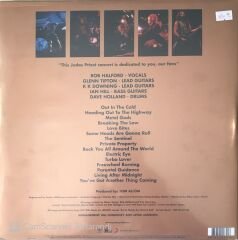 "This Judas Priest concert is dedicated to you, our fans"
ROB HALFORD - VOCALS
GLENN TIPTON - LEAD GUITARS
K K DOWNING - LEAD GUITARS
IAN HILL - BASS GUITARS
DAVE HOLLAND - DRUMS
Out In The Cold
Heading Out To The Highway
Metal Gods
Breaking The Law
Love Bites
Some Heads Are Gonna Roll
The Sentinel
Private Property
Rock You All Around The World
Electric Eye
Turbo Lover
Freewheel Burning
Parental Guidance
Living After Midnight
You've Got Another Thing Coming
Produced by TOM ALLOM
CamScanner